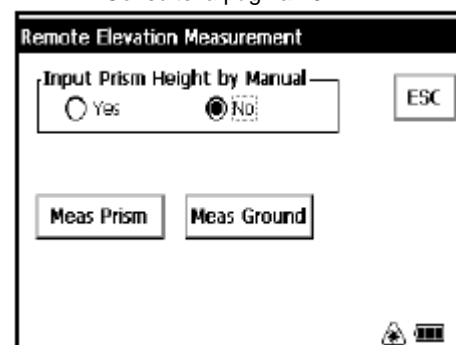 Remote Elevation Measurement
Input Prism Height by Manual
Yes No
ESC
Meas Prism Meas Ground